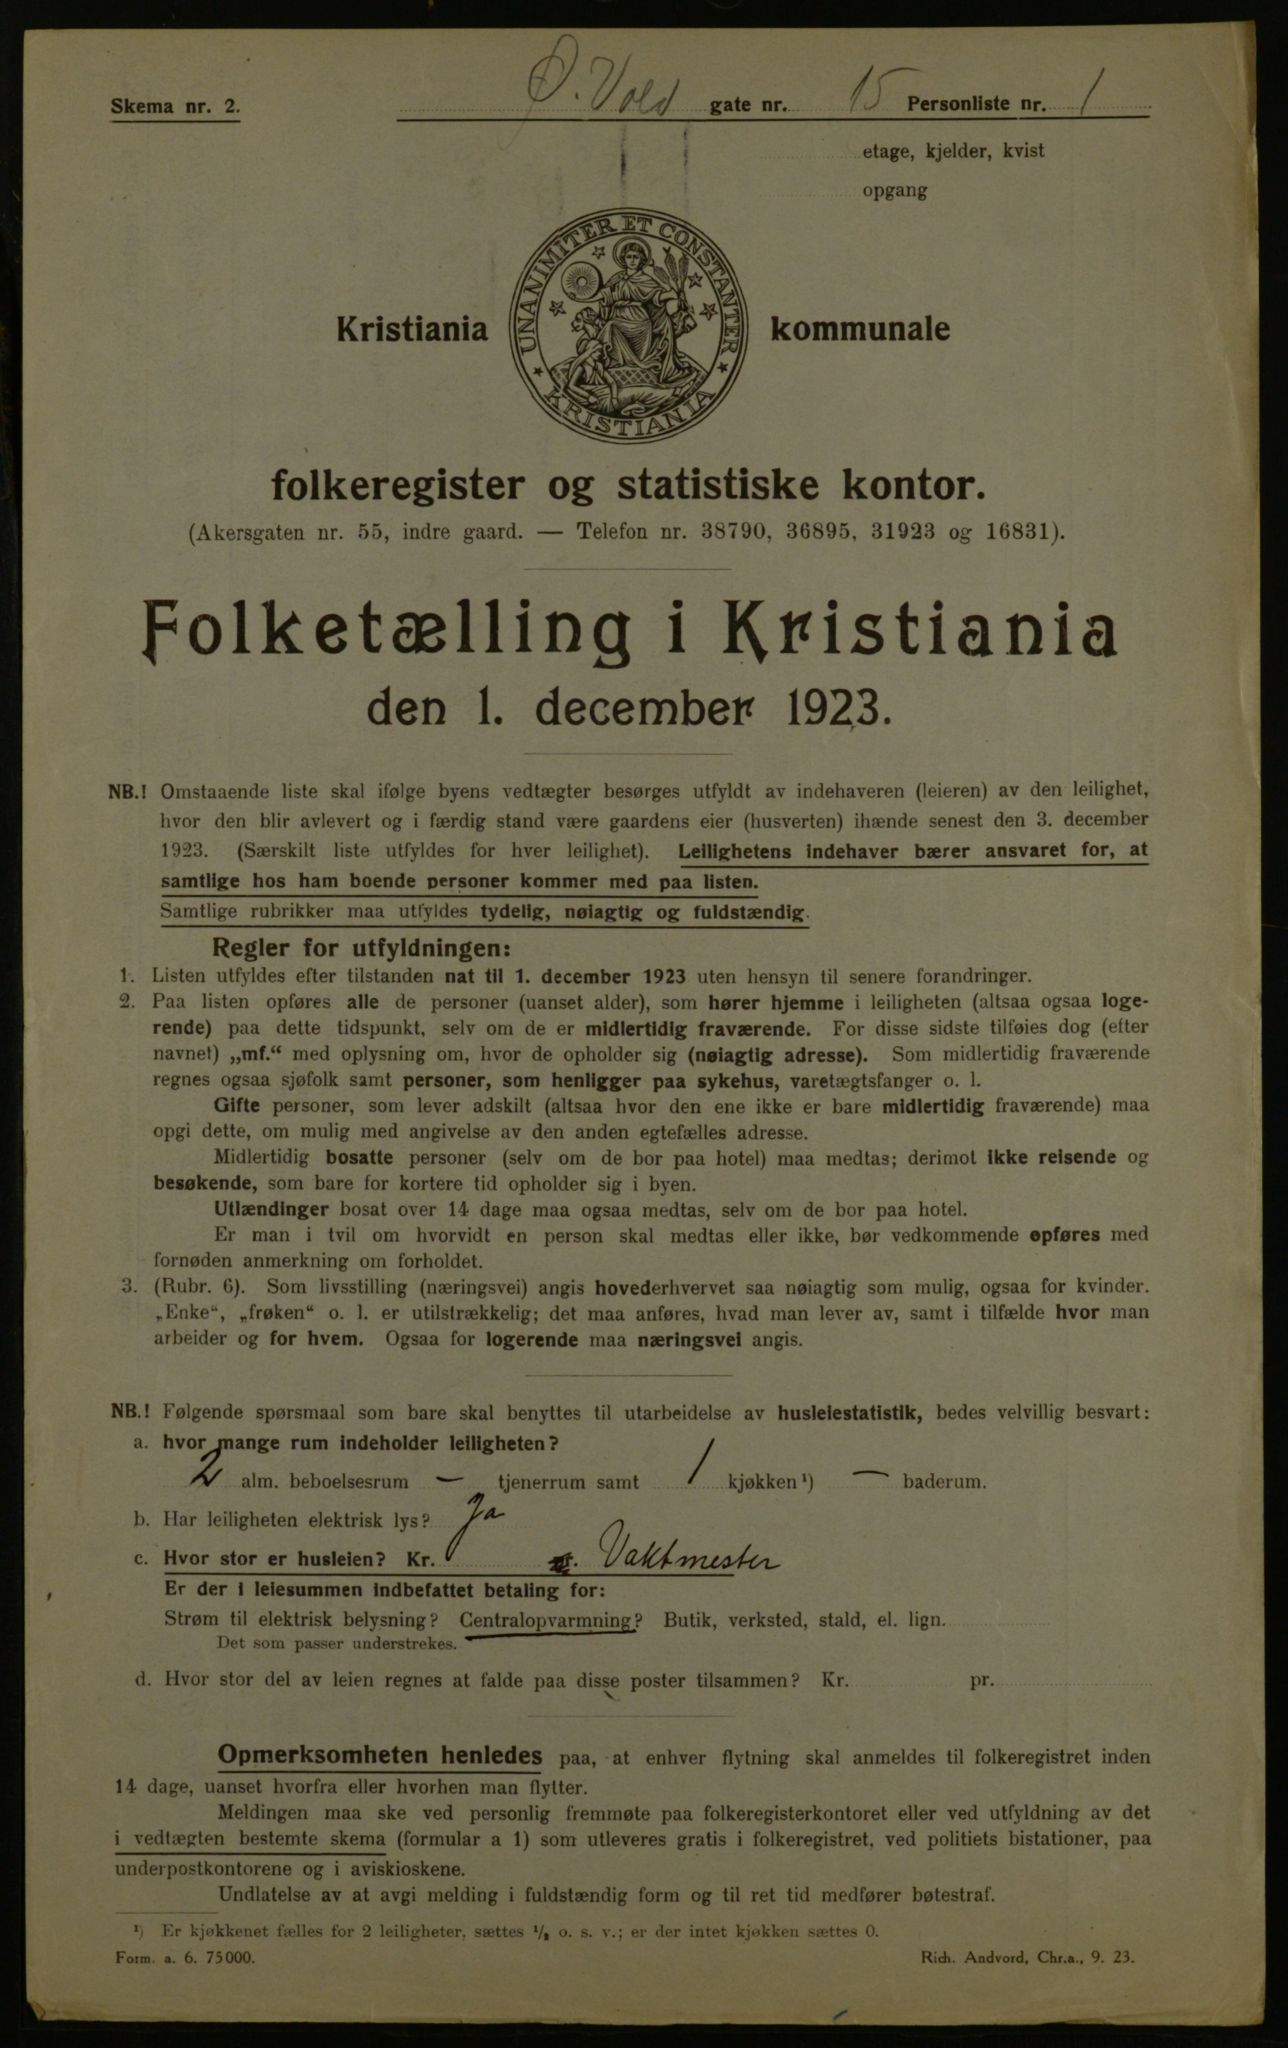 Skema nr. 2.
Ø. Vold gate nr. 15 Personliste nr. 1
etage, kjelder, kvist
opgang
UNANIMITER ET CONSTANTER
KRISTIANIA
Kristiania kommunale
folkeregister og statistiske kontor.
(Akersgaten nr. 55, indre gaard. — Telefon nr. 38790, 36895, 31923 og 16831).
Folketælling i Kristiania
den 1. december 1923.
NB.! Omstaaende liste skal ifølge byens vedtægter besørges utfyldt av indehaveren (leieren) av den leilighet,
hvor den blir avlevert og i færdig stand være gaardens eier (husverten) ihænde senest den 3. december
1923. (Særskilt liste utfyldes for hver leilighet). Leilighetens indehaver bærer ansvaret for, at
samtlige hos ham boende personer kommer med paa listen.
Samtlige rubrikker maa utfyldes tydelig, nøiagtig og fuldstændig.
Regler for utfyldningen:
1. Listen utfyldes efter tilstanden nat til 1. december 1923 uten hensyn til senere forandringer.
2. Paa listen opføres alle de personer (uanset alder), som hører hjemme i leiligheten (altsaa ogsaa loge-
rende) paa dette tidspunkt, selv om de er midlertidig fraværende. For disse sidste tilføies dog (efter
navnet) „mf.“ med oplysning om, hvor de opholder sig (nøiagtig adresse). Som midlertidig fraværende
regnes ogsaa sjøfolk samt personer, som henligger paa sykehus, varetægtsfanger o. l.
Gifte personer, som lever adskilt (altsaa hvor den ene ikke er bare midlertidig fraværende) maa
opgi dette, om mulig med angivelse av den anden egtefælles adresse.
Midlertidig bosatte personer (selv om de bor paa hotel) maa medtas; derimot ikke reisende og
besøkende, som bare for kortere tid opholder sig i byen.
Utlændinger bosat over 14 dage maa ogsaa medtas, selv om de bor paa hotel.
Er man i tvil om hvorvidt en person skal medtas eller ikke, bør vedkommende opføres med
fornøden anmerkning om forholdet.
3. (Rubr. 6). Som livsstilling (næringsvei) angis hovederhvervet saa nøiagtig som mulig, ogsaa for kvinder.
„Enke“, „frøken“ o. l. er utilstrækkelig; det maa anføres, hvad man lever av, samt i tilfælde hvor man
arbeider og for hvem. Ogsaa for logerende maa næringsvei angis.
NB.! Følgende spørsmaal som bare skal benyttes til utarbeidelse av husleiestatistik, bedes velvillig besvart:
a. hvor mange rum indeholder leiligheten?
2 alm. beboelsesrum — tjenerrum samt 1 kjøkken¹) — baderum.
b. Har leiligheten elektrisk lys? Ja
c. Hvor stor er husleien? Kr. Vaktmester
Er der i leiesummen indbefattet betaling for:
Strøm til elektrisk belysning? Centralopvarmning? Butik, verksted, stald, el. lign.
Det som passer understrekes.
d. Hvor stor del av leien regnes at falde paa disse poster tilsammen? Kr. pr.
Opmerksomheten henledes paa, at enhver flytning skal anmeldes til folkeregistret inden
14 dage, uanset hvorfra eller hvorhen man flytter.
Meldingen maa ske ved personlig fremmøte paa folkeregisterkontoret eller ved utfyldning av det
i vedtægten bestemte skema (formular a 1) som utleveres gratis i folkeregistret, ved politiets bistationer, paa
underpostkontorene og i aviskioskene.
Undlatelse av at avgi melding i fuldstændig form og til ret tid medfører bøtestraf.
¹) Er kjøkkenet fælles for 2 leiligheter, sættes ½ o. s. v.; er der intet kjøkken sættes 0.
Form. a. 6. 75000. Rich. Andvord, Chr.a., 9. 23.